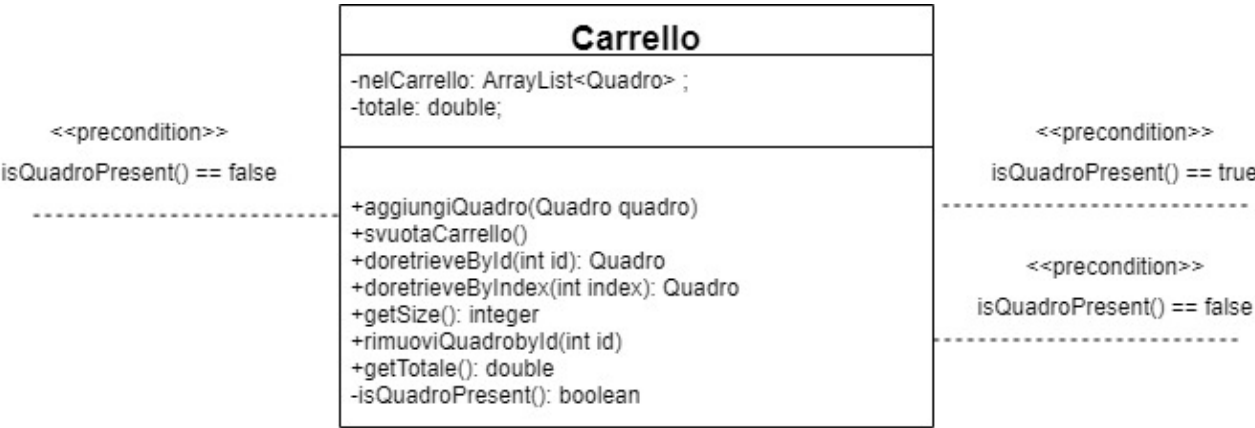 Carrello
-nelCarrello: ArrayList<Quadro> ;
-totale: double;
<<precondition>>
isQuadroPresent() == false
<<precondition>>
isQuadroPresent() == true
+aggiungiQuadro(Quadro quadro)
+svuotaCarrello()
+doretrieveById(int id): Quadro
+doretrieveByIndex(int index): Quadro
+getSize(): integer
+rimuoviQuadrobyId(int id)
+getTotale(): double
-isQuadroPresent(): boolean
<<precondition>>
isQuadroPresent() == false